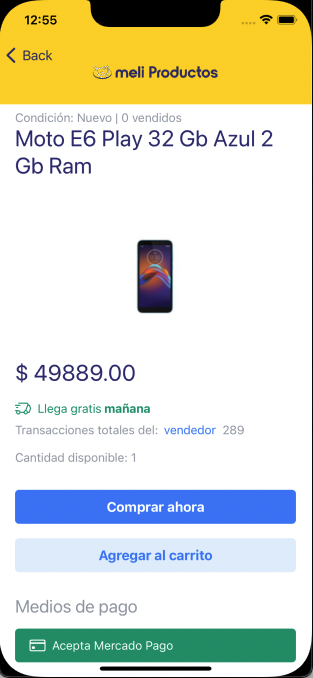 12:55
Back
meli Productos
Condición: Nuevo | 0 vendidos
Moto E6 Play 32 Gb Azul 2
Gb Ram
$ 49889.00
Llega gratis mañana
Transacciones totales del: vendedor 289
Cantidad disponible: 1
Comprar ahora
Agregar al carrito
Medios de pago
Acepta Mercado Pago